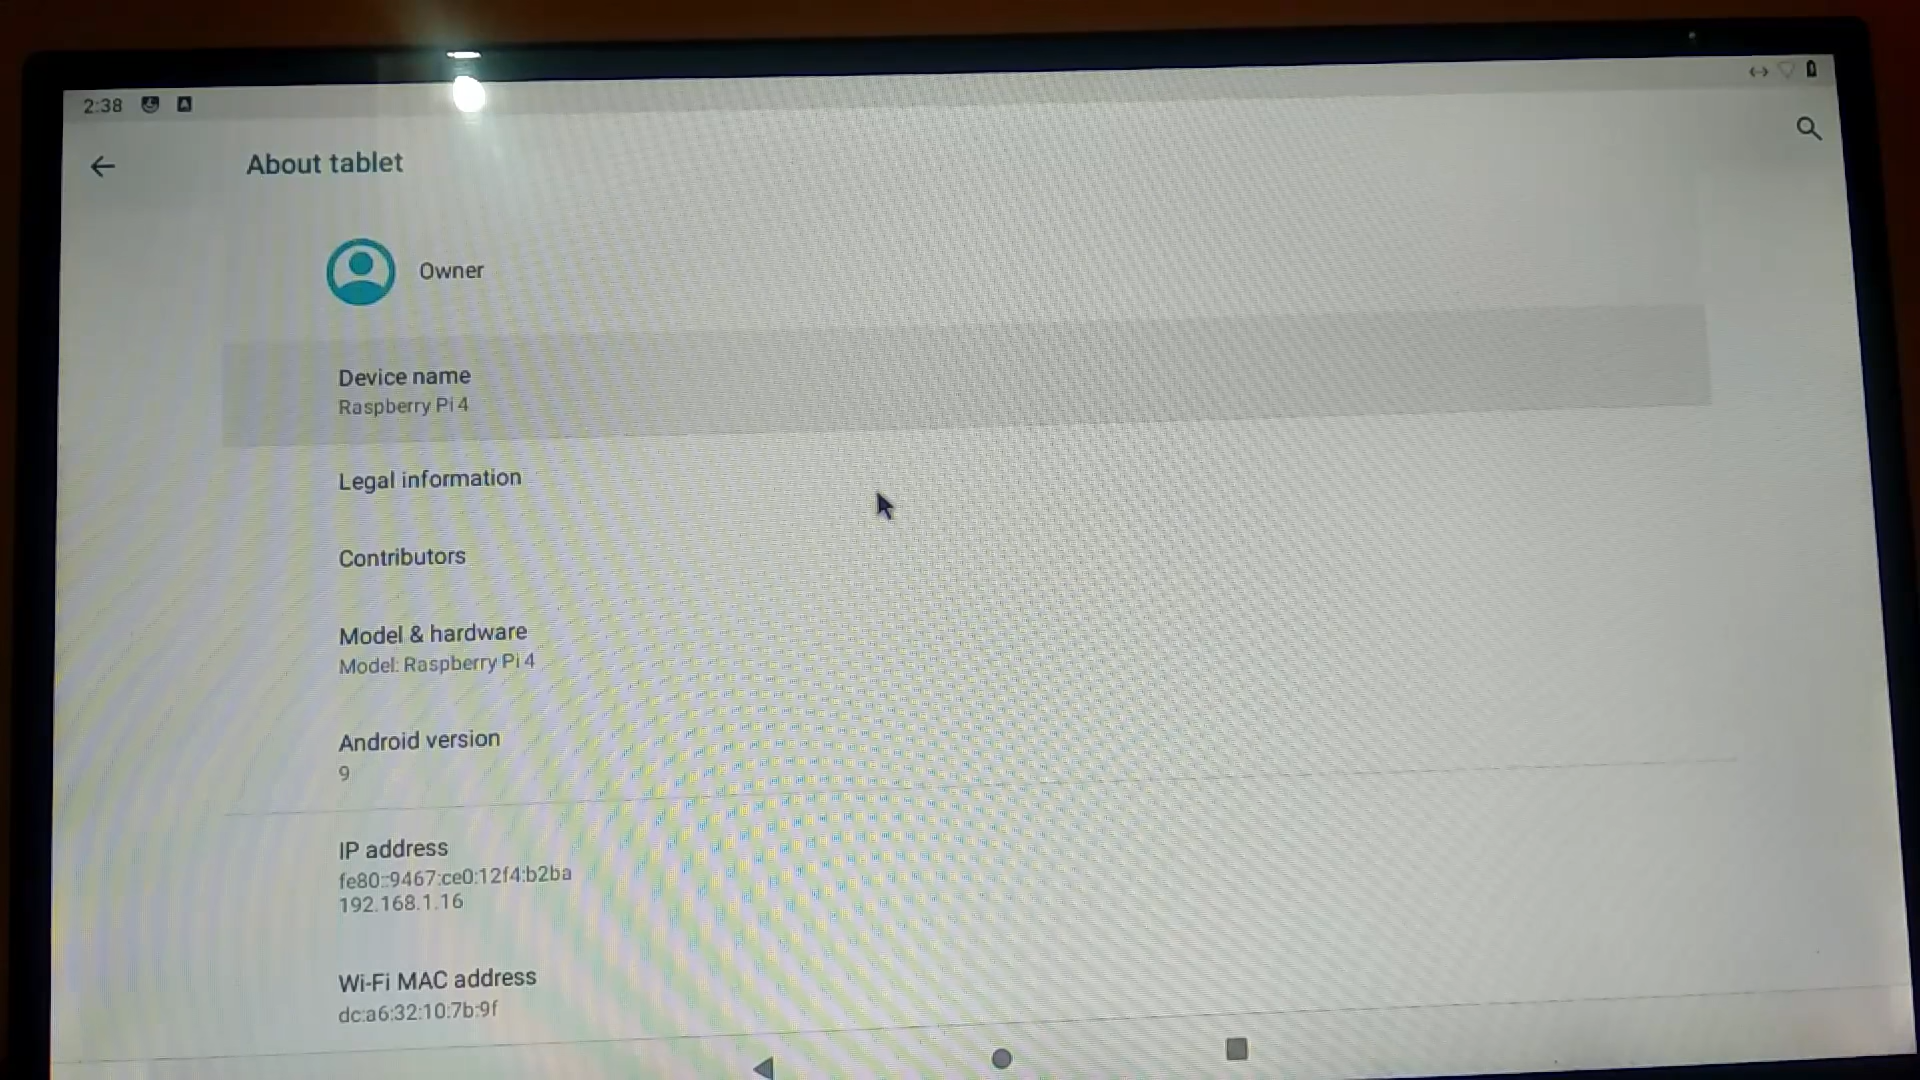 2:38
About tablet
Owner
Device name
Raspberry Pi 4
Legal information
Contributors
Model & hardware
Model: Raspberry Pi 4
Android version
9
IP address
fe80::9467:ce0:12f4:b2ba
192.168.1.16
Wi-Fi MAC address
dc:a6:32:10:7b:9f